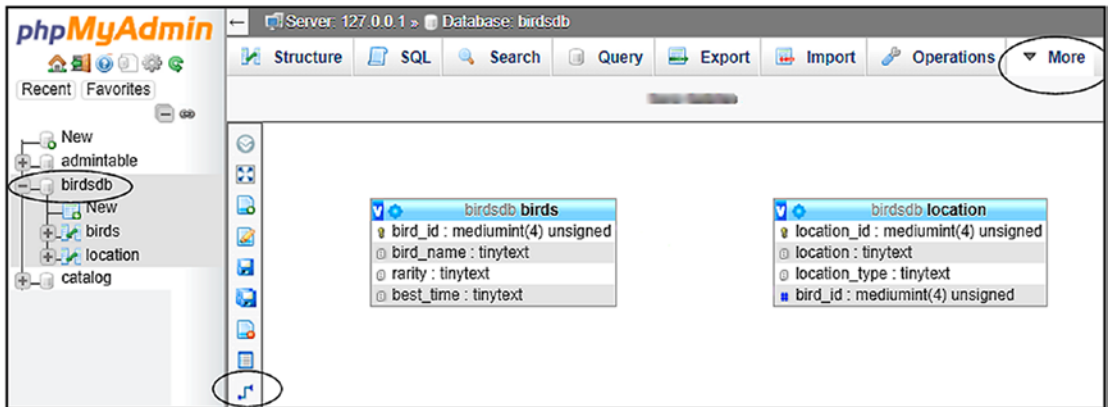 phpMyAdmin
Recent Favorites
New
admintable
birdsdb
New
birds
location
catalog
← Server: 127.0.0.1 » Database: birdsdb
Structure SQL Search Query Export Import Operations ▼ More
v birdsdb birds
bird_id : mediumint(4) unsigned
bird_name : tinytext
rarity : tinytext
best_time : tinytext
v birdsdb location
location_id : mediumint(4) unsigned
location : tinytext
location_type : tinytext
# bird_id : mediumint(4) unsigned